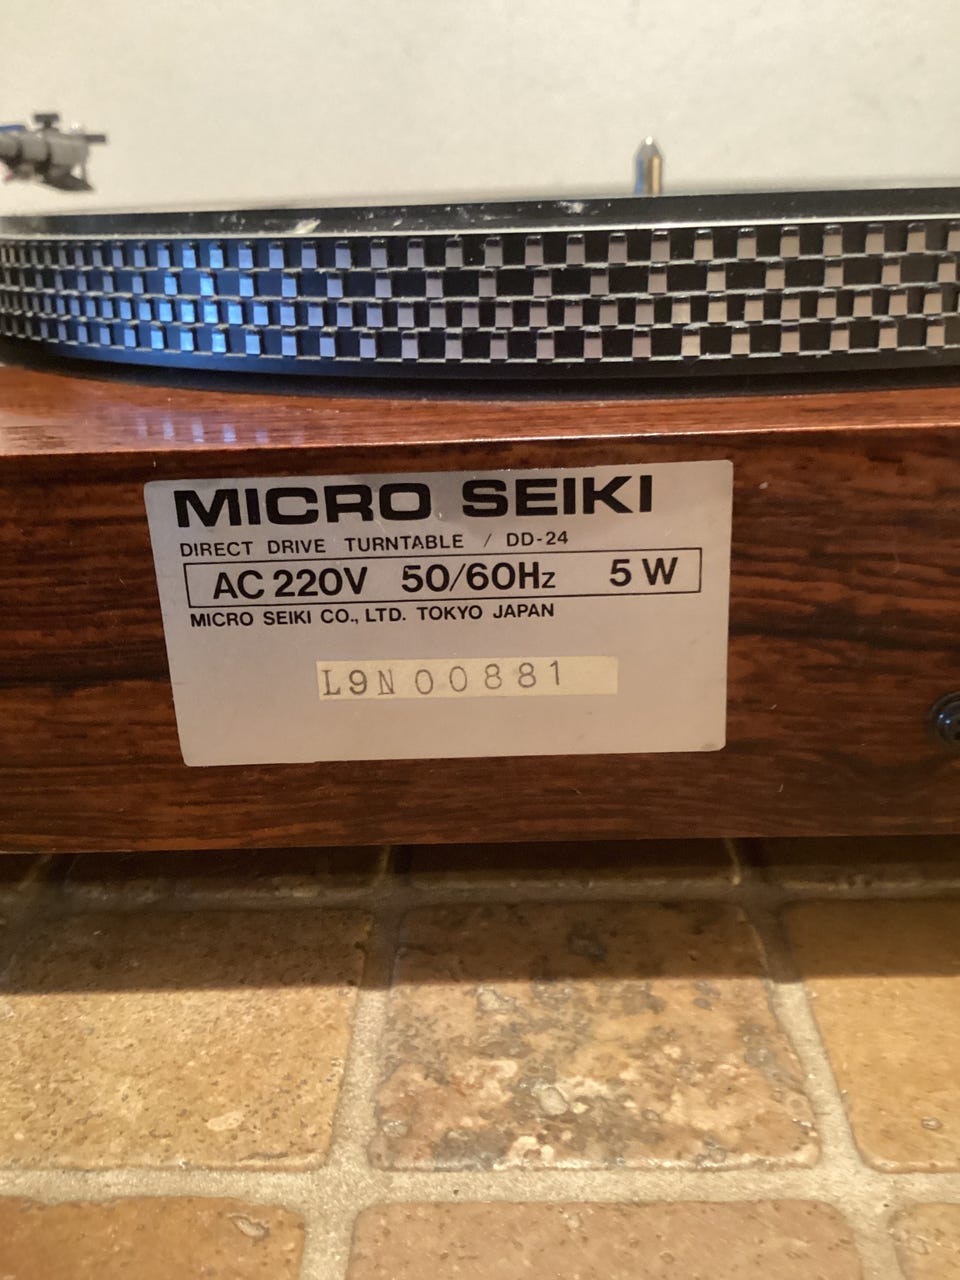 MICRO SEIKI
DIRECT DRIVE TURNTABLE / DD-24
AC 220V 50/60Hz 5 W
MICRO SEIKI CO., LTD. TOKYO JAPAN
L9N00881